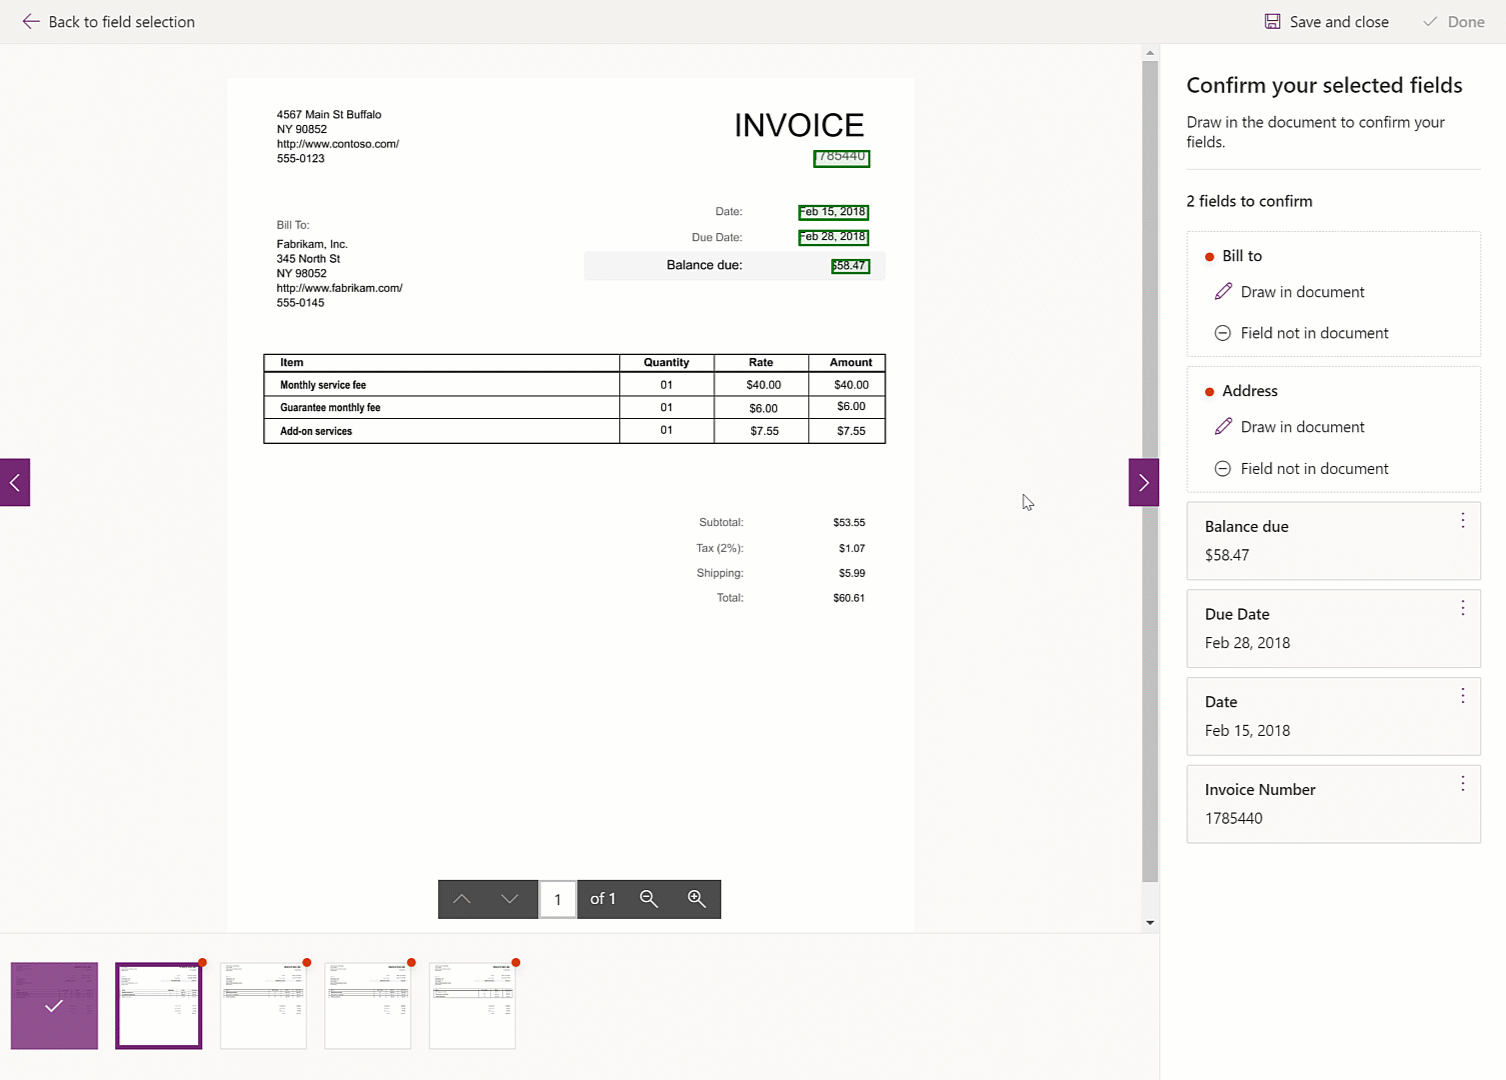 Back to field selection
Save and close
Done
4567 Main St Buffalo
NY 90852
http://www.contoso.com/
555-0123
INVOICE
1785440
Bill To:
Fabrikam, Inc.
345 North St
NY 98052
http://www.fabrikam.com/
555-0145
Date: Feb 15, 2018
Due Date: Feb 28, 2018
Balance due: $58.47
Item Quantity Rate Amount
Monthly service fee 01 $40.00 $40.00
Guarantee monthly fee 01 $6.00 $6.00
Add-on services 01 $7.55 $7.55
Subtotal: $53.55
Tax (2%): $1.07
Shipping: $5.99
Total: $60.61
1 of 1
Confirm your selected fields
Draw in the document to confirm your
fields.
2 fields to confirm
Bill to
Draw in document
Field not in document
Address
Draw in document
Field not in document
Balance due
$58.47
Due Date
Feb 28, 2018
Date
Feb 15, 2018
Invoice Number
1785440